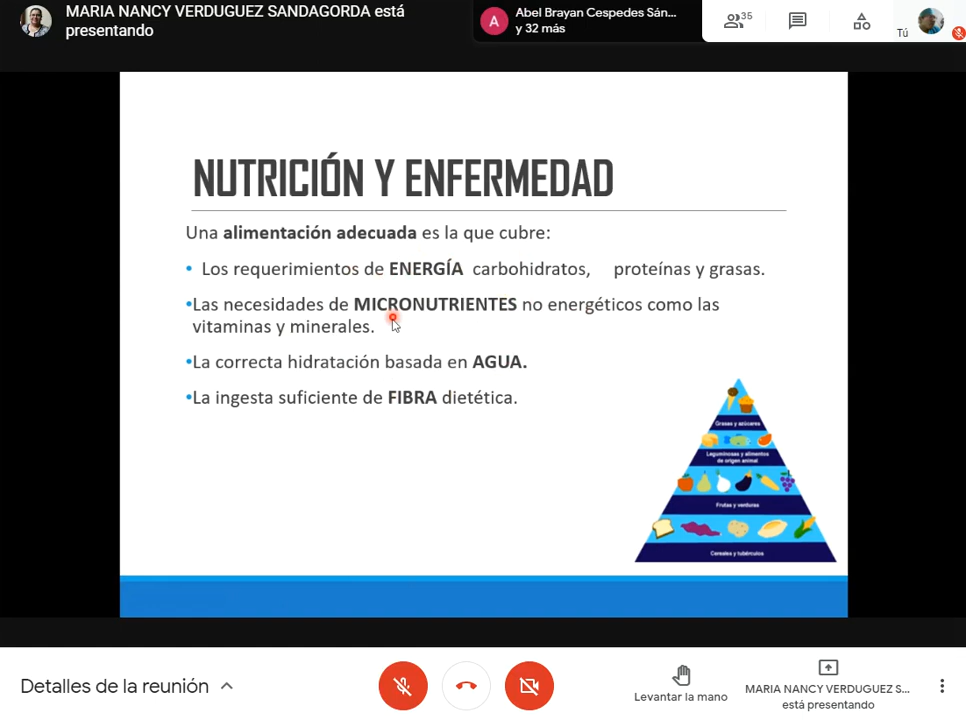 MARIA NANCY VERDUGUEZ SANDAGORDA está
presentando
A
Abel Brayan Cespedes Sán...
y 32 más
35
Tú
NUTRICIÓN Y ENFERMEDAD
Una alimentación adecuada es la que cubre:
• Los requerimientos de ENERGÍA carbohidratos, proteínas y grasas.
•Las necesidades de MICRONUTRIENTES no energéticos como las
vitaminas y minerales.
•La correcta hidratación basada en AGUA.
•La ingesta suficiente de FIBRA dietética.
Grasas y azúcares
Leguminosas y alimentos
de origen animal
Frutas y verduras
Cereales y tubérculos
Detalles de la reunión
Levantar la mano
MARIA NANCY VERDUGUEZ S...
está presentando